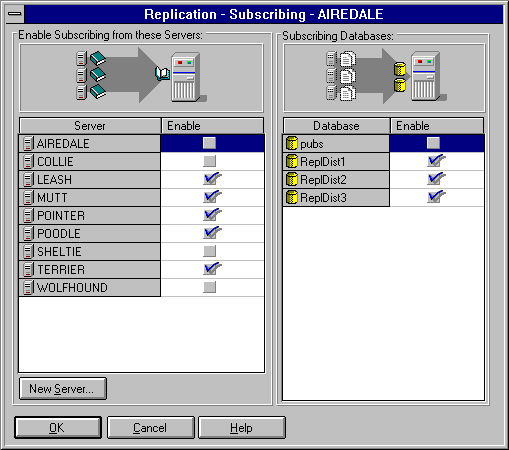 Replication - Subscribing - AIREDALE
Enable Subscribing from these Servers:
Server Enable
AIREDALE
COLLIE
LEASH
MUTT
POINTER
POODLE
SHELTIE
TERRIER
WOLFHOUND
New Server...
Subscribing Databases:
Database Enable
pubs
ReplDist1
ReplDist2
ReplDist3
OK Cancel Help